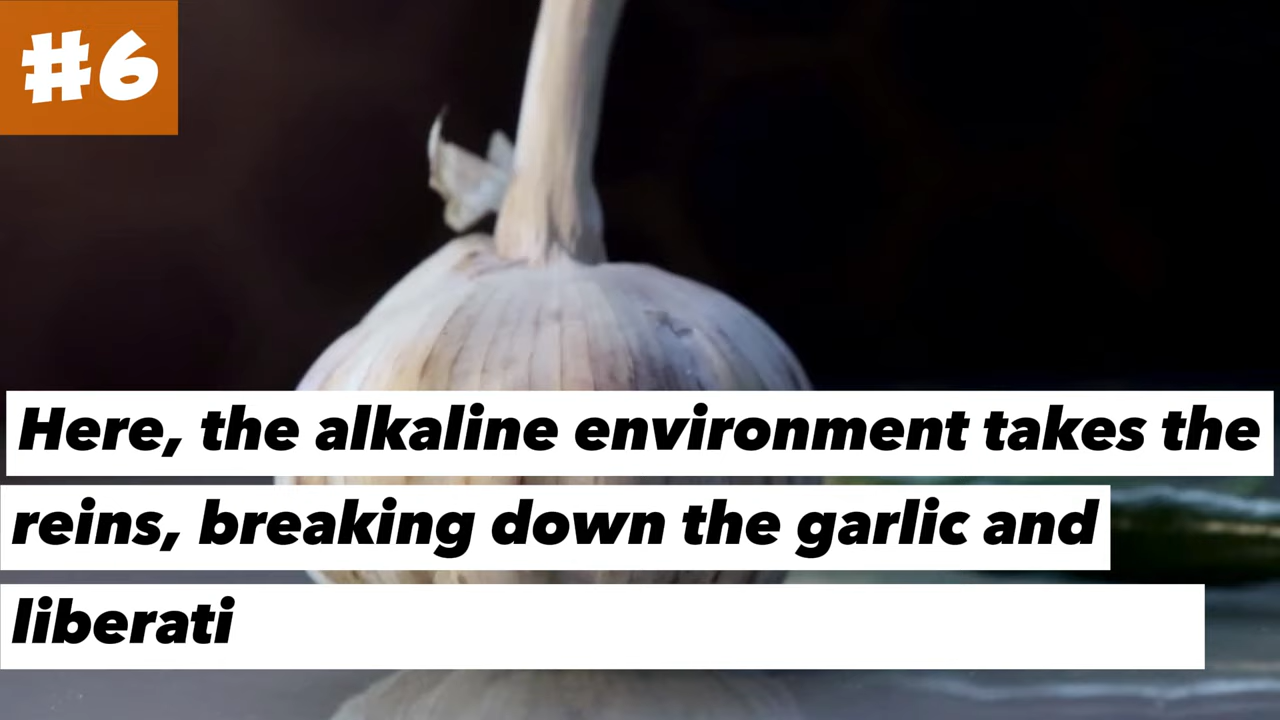 #6
Here, the alkaline environment takes the
reins, breaking down the garlic and
liberati